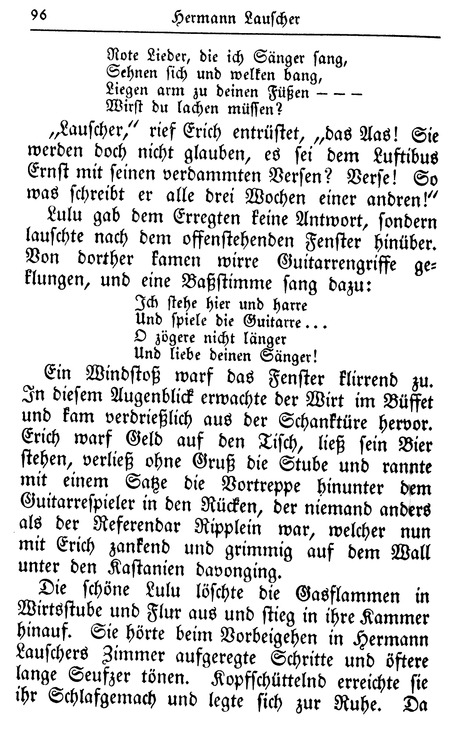 96 Hermann Lauscher
Rote Lieder, die ich Sänger sang,
Sehnen sich und welken bang,
Liegen arm zu deinen Füßen – – –
Wirst du lachen müssen?
„Lauscher,“ rief Erich entrüstet, „das Aas! Sie
werden doch nicht glauben, es sei dem Luftibus
Ernst mit seinen verdammten Versen? Verse! So
was schreibt er alle drei Wochen einer andren!“
Lulu gab dem Erregten keine Antwort, sondern
lauschte nach dem offenstehenden Fenster hinüber.
Von dorther kamen wirre Guitarrengriffe ge-
klungen, und eine Baßstimme sang dazu:
Ich stehe hier und harre
Und spiele die Guitarre...
O zögere nicht länger
Und liebe deinen Sänger!
Ein Windstoß warf das Fenster klirrend zu.
In diesem Augenblick erwachte der Wirt im Büffet
und kam verdrießlich aus der Schanktüre hervor.
Erich warf Geld auf den Tisch, ließ sein Bier
stehen, verließ ohne Gruß die Stube und rannte
mit einem Satze die Vortreppe hinunter dem
Guitarrespieler in den Rücken, der niemand anders
als der Referendar Ripplein war, welcher nun
mit Erich zankend und grimmig auf dem Wall
unter den Kastanien davonging.
Die schöne Lulu löschte die Gasflammen in
Wirtsstube und Flur aus und stieg in ihre Kammer
hinauf. Sie hörte beim Vorbeigehen in Hermann
Lauschers Zimmer aufgeregte Schritte und öftere
lange Seufzer tönen. Kopfschüttelnd erreichte sie
ihr Schlafgemach und legte sich zur Ruhe. Da